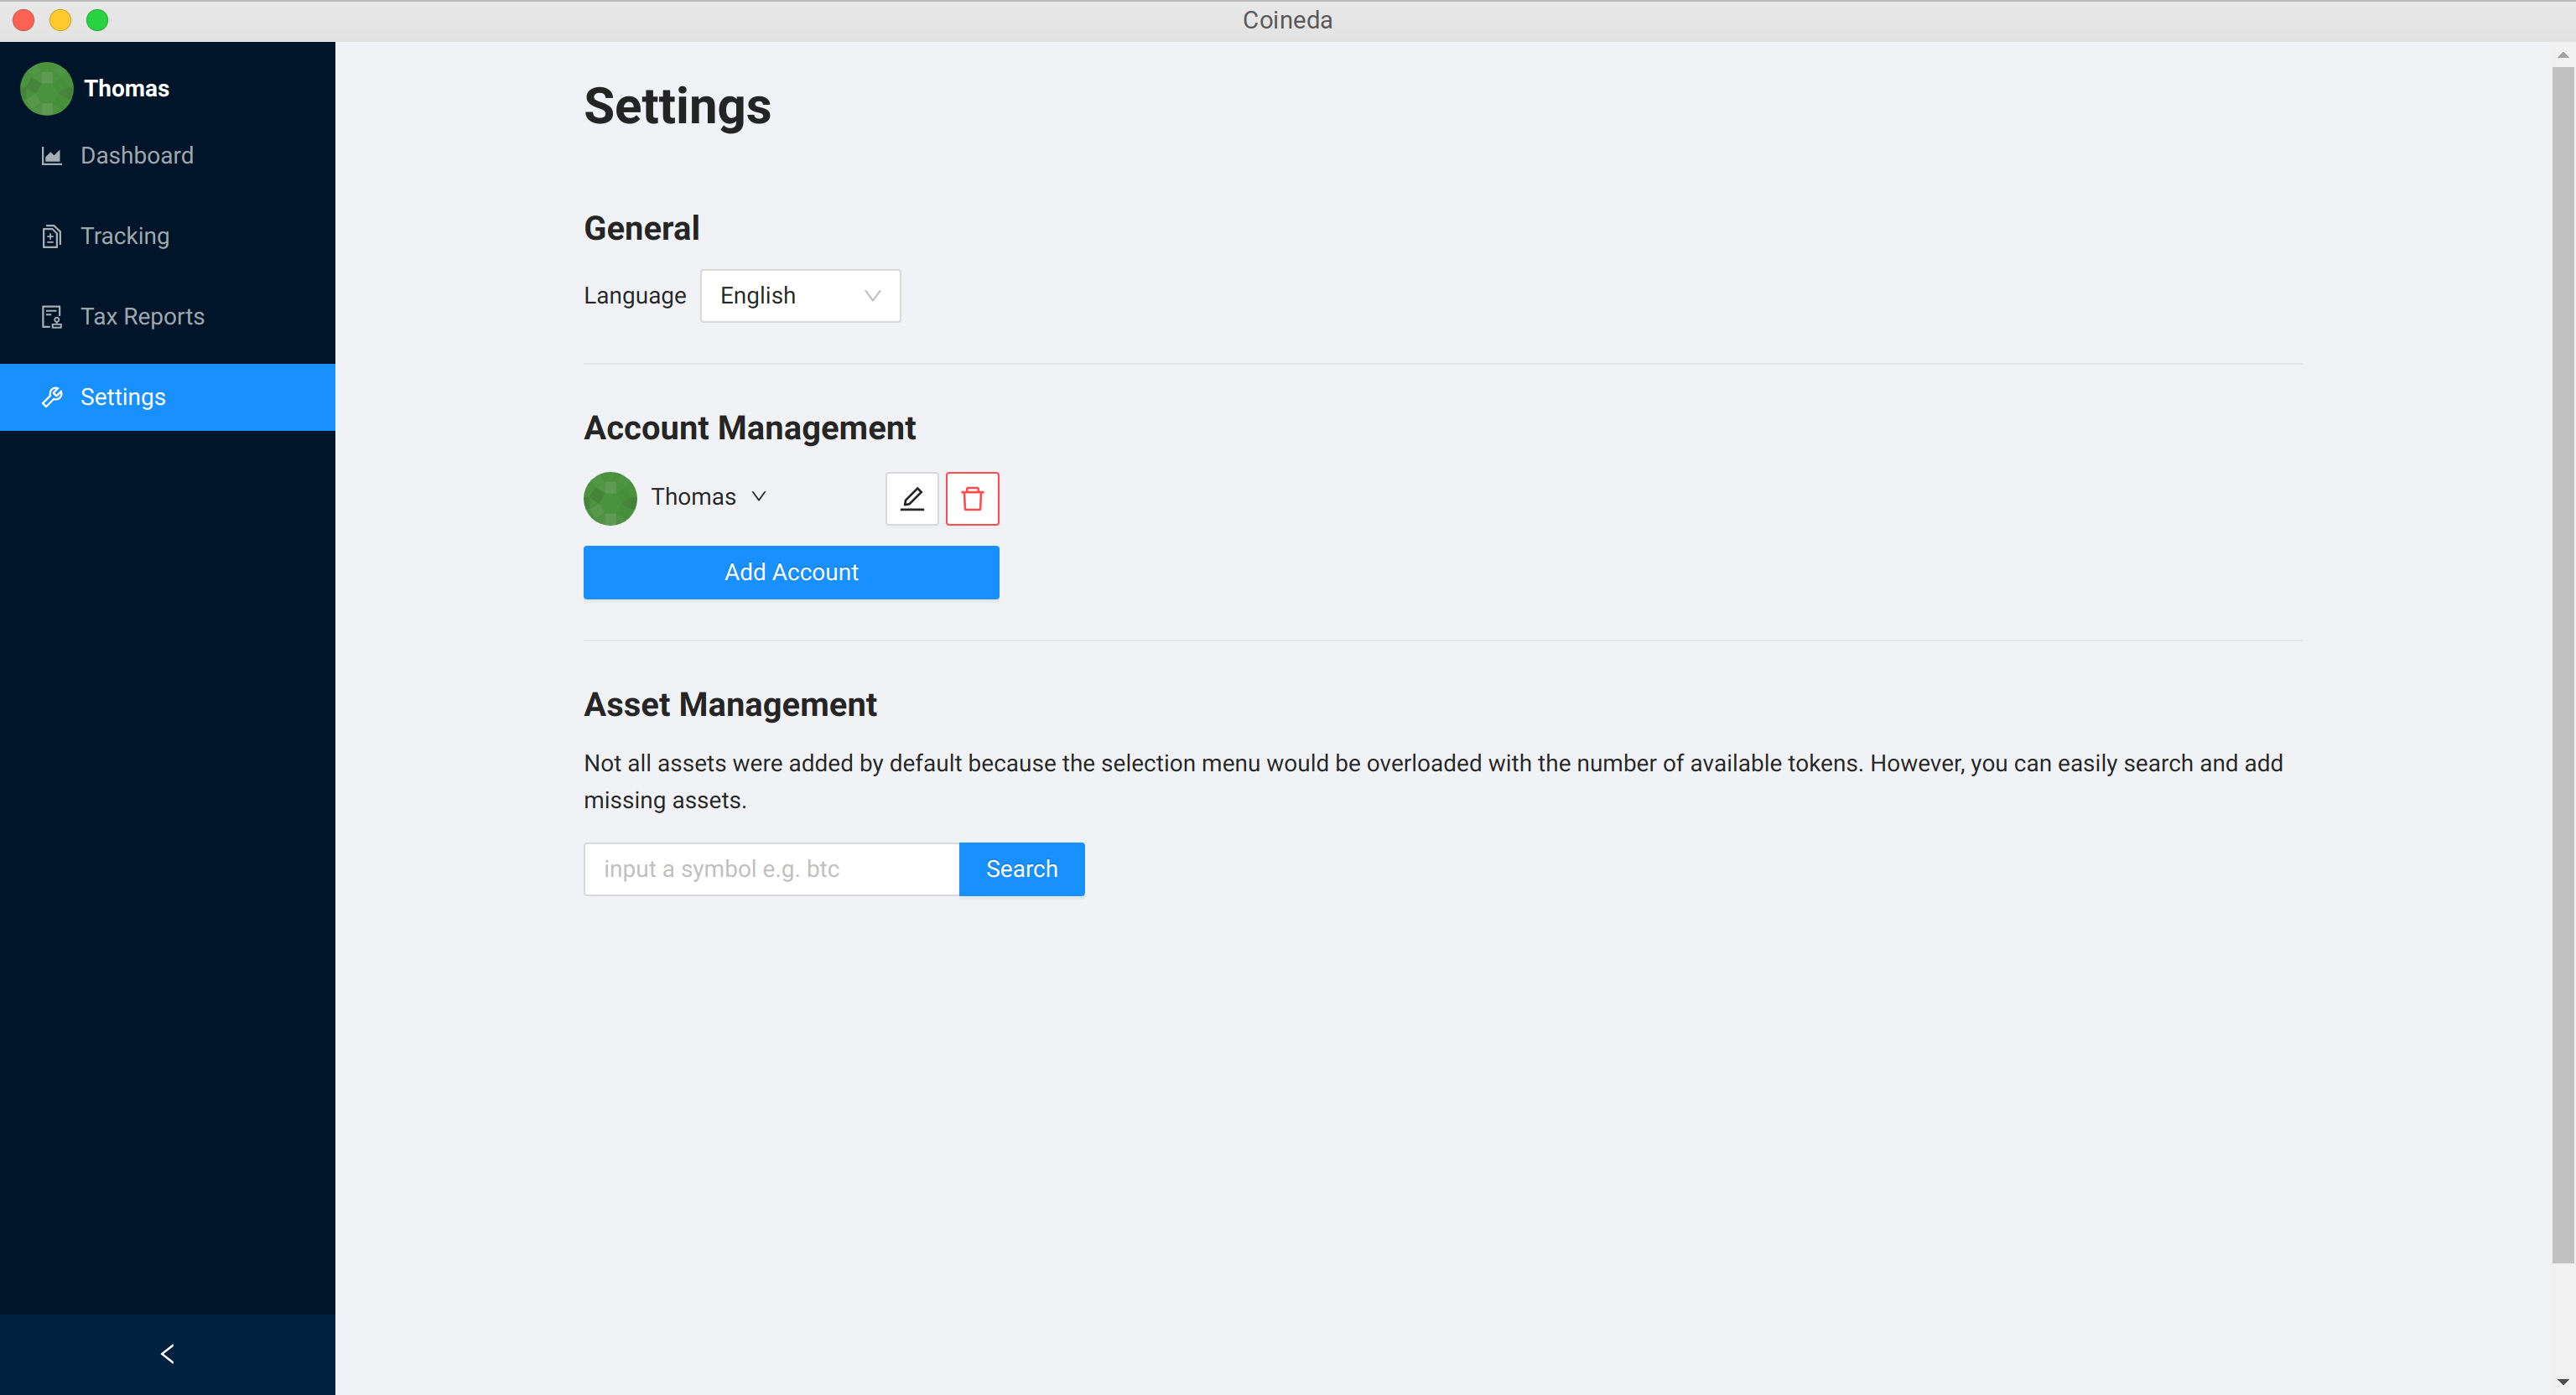 Coineda
Thomas
Dashboard
Tracking
Tax Reports
Settings
Settings
General
Language English
Account Management
Thomas
Add Account
Asset Management
Not all assets were added by default because the selection menu would be overloaded with the number of available tokens. However, you can easily search and add
missing assets.
input a symbol e.g. btc Search